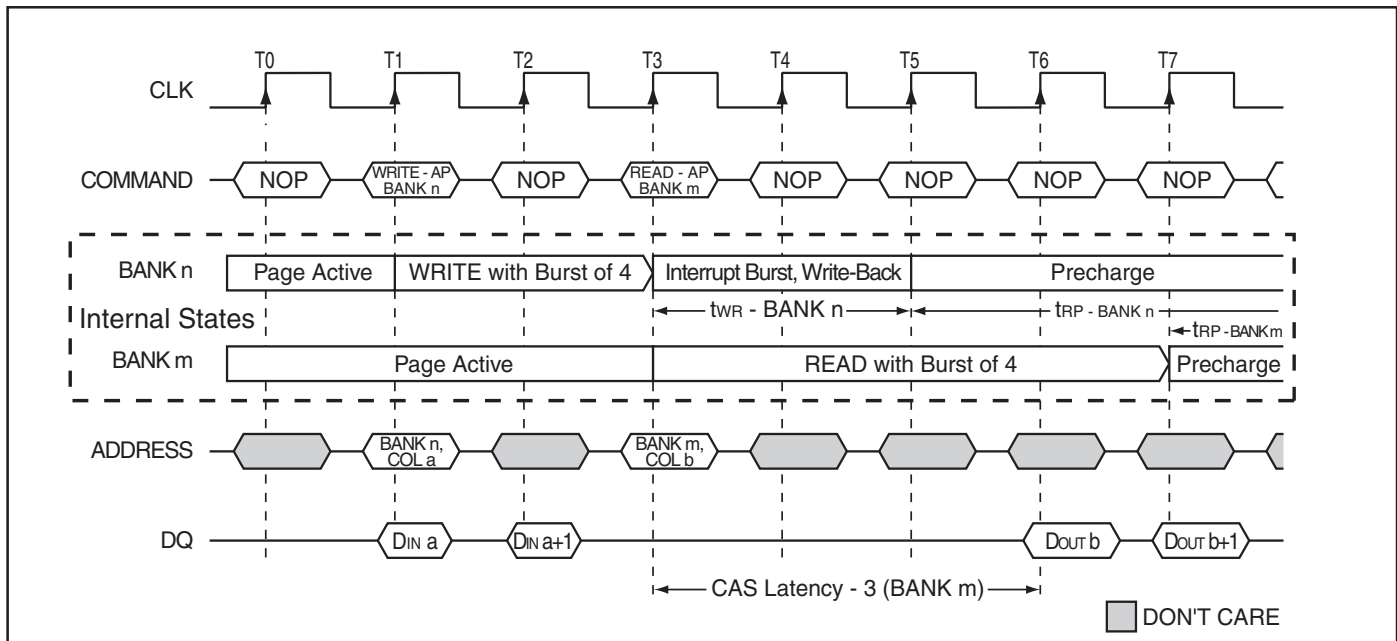 T0 T1 T2 T3 T4 T5 T6 T7
CLK
COMMAND NOP WRITE - AP BANK n NOP READ - AP BANK m NOP NOP NOP NOP
BANK n Page Active WRITE with Burst of 4 Interrupt Burst, Write-Back Precharge
tWR - BANK n tRP - BANK n
Internal States
tRP - BANK m
BANK m Page Active READ with Burst of 4 Precharge
ADDRESS BANK n, COL a BANK m, COL b
DQ DIN a DIN a+1 DOUT b DOUT b+1
CAS Latency - 3 (BANK m)
DON'T CARE